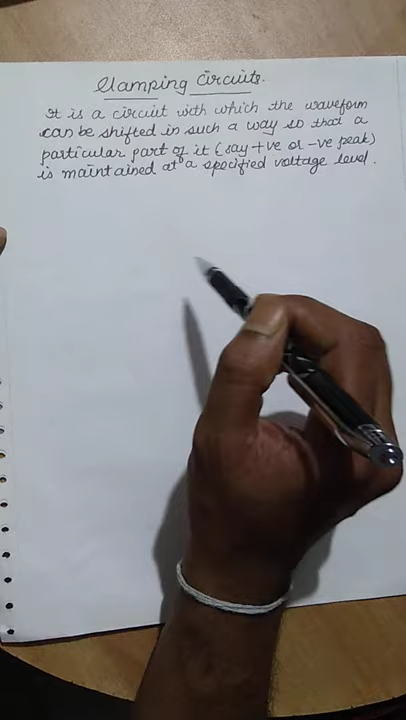 Clamping Circuits.
It is a circuit with which the waveform
can be shifted in such a way so that a
particular part of it (say +ve or -ve peak)
is maintained at a specified voltage level.